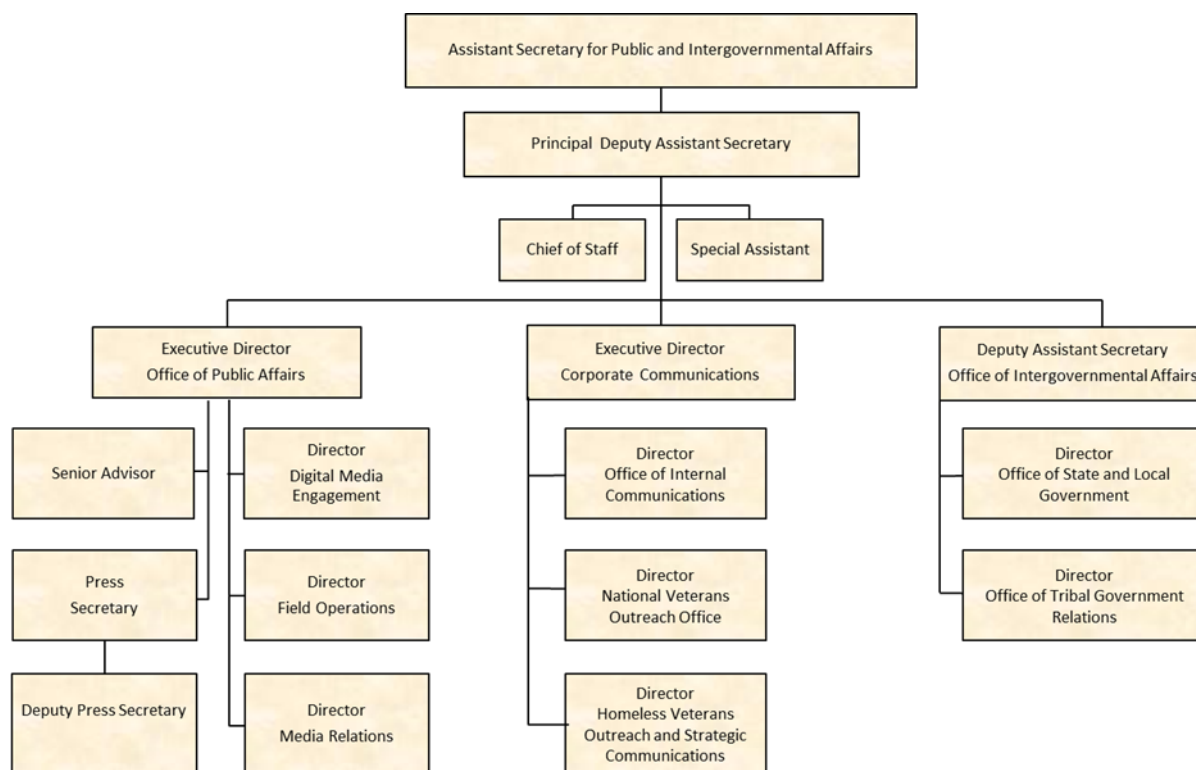 Assistant Secretary for Public and Intergovernmental Affairs
Principal Deputy Assistant Secretary
Chief of Staff
Special Assistant
Executive Director
Office of Public Affairs
Executive Director
Corporate Communications
Deputy Assistant Secretary
Office of Intergovernmental Affairs
Senior Advisor
Director
Digital Media
Engagement
Director
Office of Internal
Communications
Director
Office of State and Local
Government
Press
Secretary
Director
Field Operations
Director
National Veterans
Outreach Office
Director
Office of Tribal Government
Relations
Deputy Press Secretary
Director
Media Relations
Director
Homeless Veterans
Outreach and Strategic
Communications